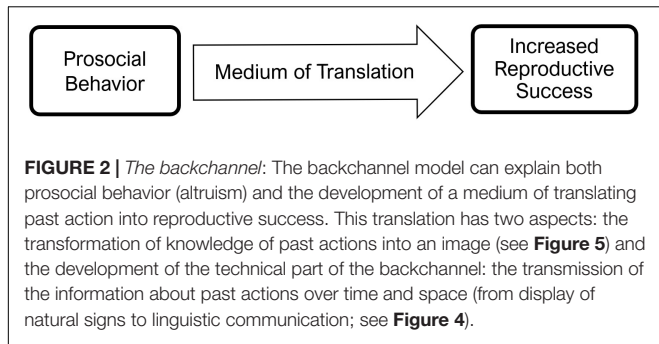 Prosocial
Behavior
Medium of Translation
Increased
Reproductive
Success
FIGURE 2 | The backchannel: The backchannel model can explain both
prosocial behavior (altruism) and the development of a medium of translating
past action into reproductive success. This translation has two aspects: the
transformation of knowledge of past actions into an image (see Figure 5) and
the development of the technical part of the backchannel: the transmission of
the information about past actions over time and space (from display of
natural signs to linguistic communication; see Figure 4).